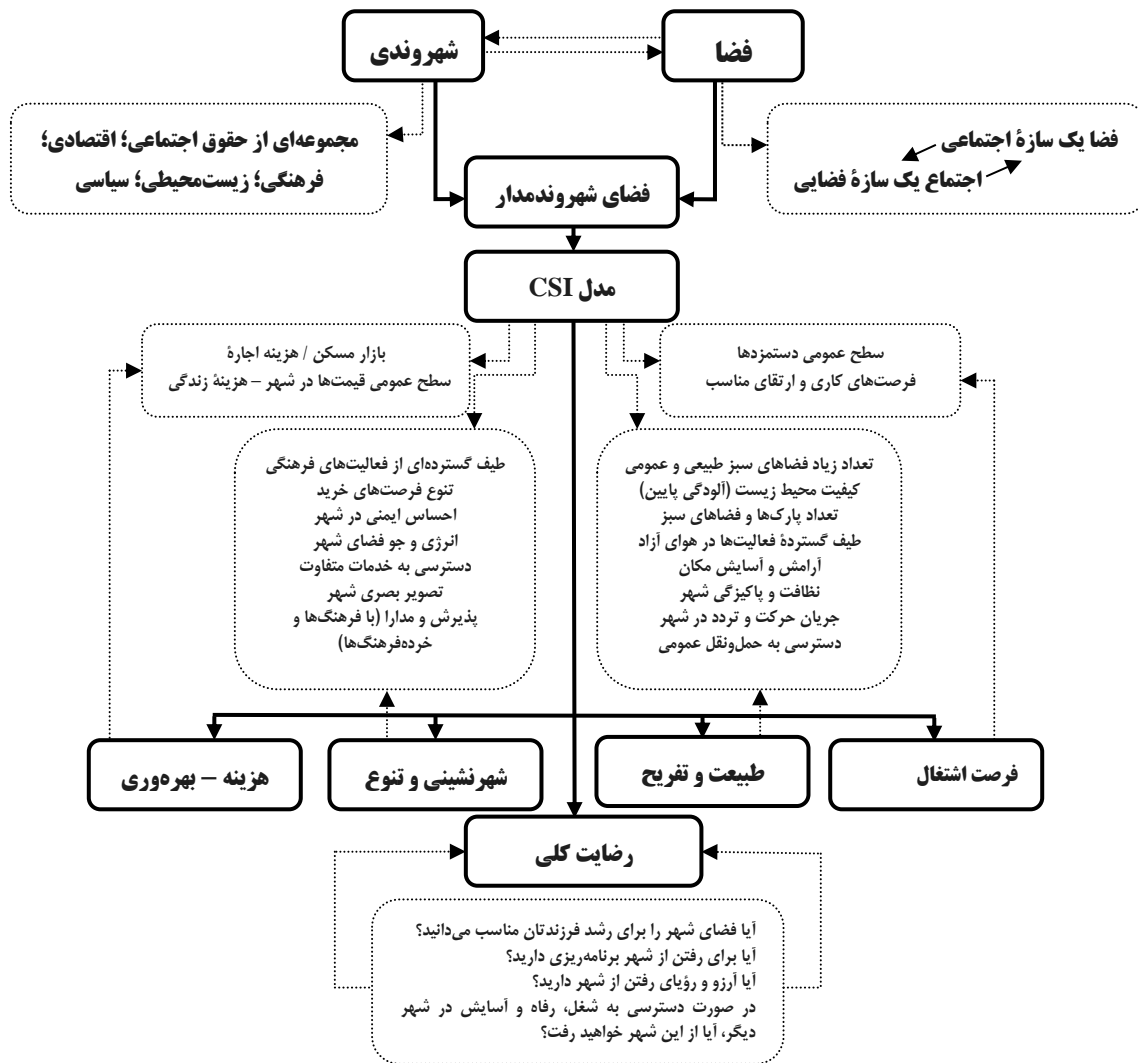 فضا
شهروندی
فضا یک سازهٔ اجتماعی
اجتماع یک سازهٔ فضایی
مجموعه‌ای از حقوق اجتماعی؛ اقتصادی؛
فرهنگی؛ زیست‌محیطی؛ سیاسی
فضای شهروندمدار
مدل CSI
سطح عمومی دستمزدها
فرصت‌های کاری و ارتقای مناسب
بازار مسکن / هزینه اجارهٔ
سطح عمومی قیمت‌ها در شهر – هزینهٔ زندگی
تعداد زیاد فضاهای سبز طبیعی و عمومی
کیفیت محیط زیست (آلودگی پایین)
تعداد پارک‌ها و فضاهای سبز
طیف گستردهٔ فعالیت‌ها در هوای آزاد
آرامش و آسایش مکان
نظافت و پاکیزگی شهر
جریان حرکت و تردد در شهر
دسترسی به حمل‌ونقل عمومی
طیف گسترده‌ای از فعالیت‌های فرهنگی
تنوع فرصت‌های خرید
احساس ایمنی در شهر
انرژی و جو فضای شهر
دسترسی به خدمات متفاوت
تصویر بصری شهر
پذیرش و مدارا (با فرهنگ‌ها و
خرده‌فرهنگ‌ها)
فرصت اشتغال
طبیعت و تفریح
شهرنشینی و تنوع
هزینه – بهره‌وری
رضایت کلی
آیا فضای شهر را برای رشد فرزندتان مناسب می‌دانید؟
آیا برای رفتن از شهر برنامه‌ریزی دارید؟
آیا آرزو و رؤیای رفتن از شهر دارید؟
در صورت دسترسی به شغل، رفاه و آسایش در شهر
دیگر، آیا از این شهر خواهید رفت؟